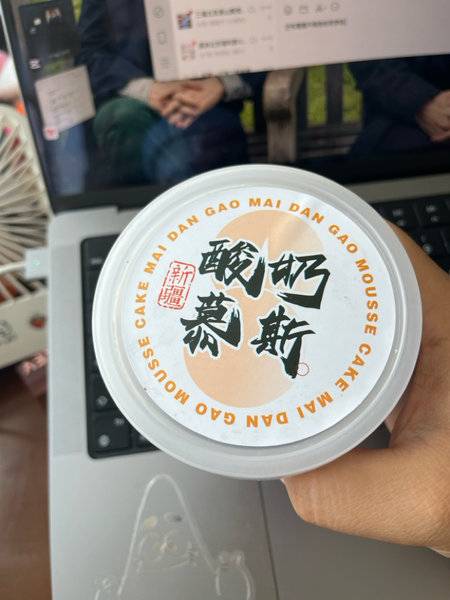 MAI DAN GAO MAI DAN GAO MOUSSE CAKE MAI DAN GAO MOUSSE CAKE
新疆
酸奶
慕斯